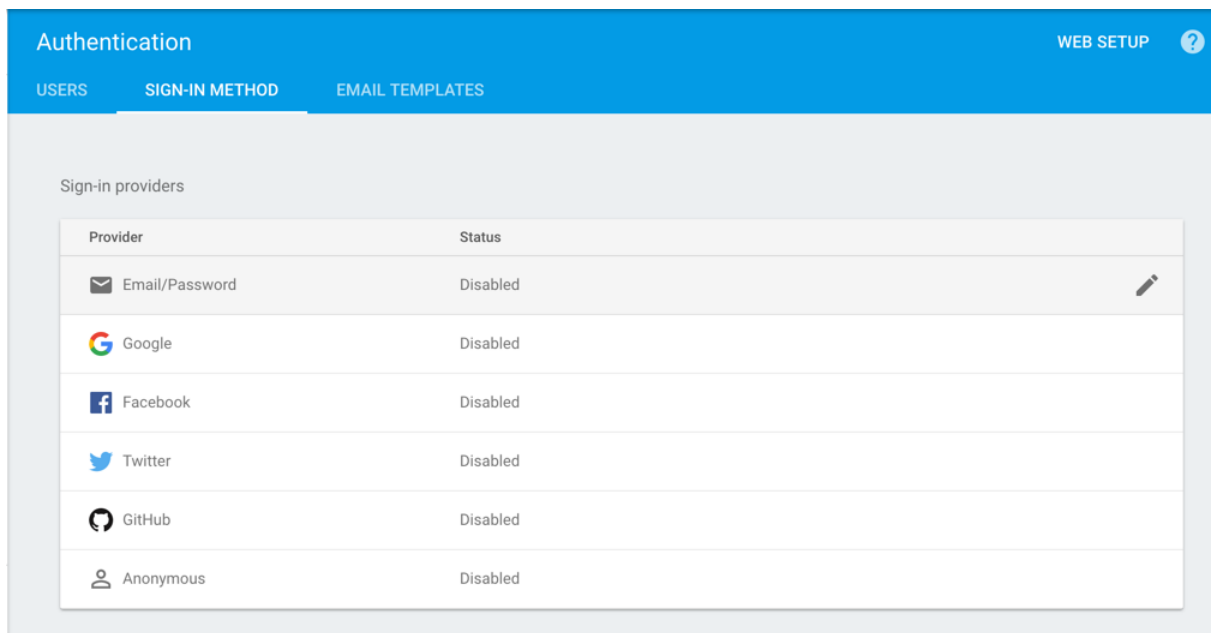 Authentication
WEB SETUP
?
USERS SIGN-IN METHOD EMAIL TEMPLATES
Sign-in providers
Provider Status
Email/Password Disabled
Google Disabled
Facebook Disabled
Twitter Disabled
GitHub Disabled
Anonymous Disabled